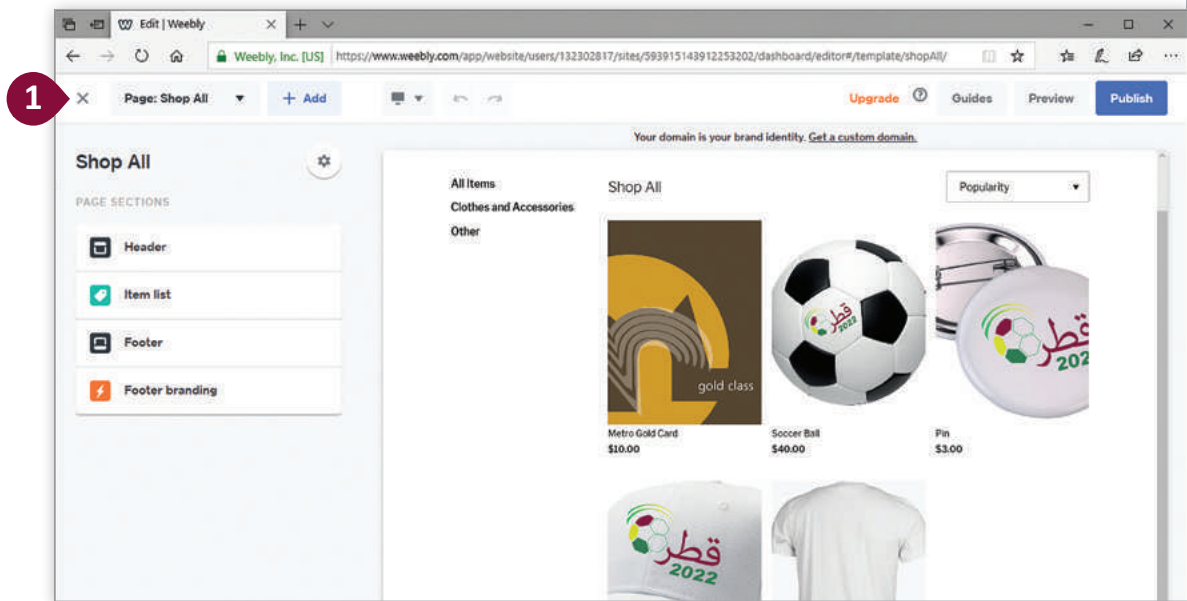 Edit | Weebly
Weebly, Inc. [US]
https://www.weebly.com/app/website/users/132302817/sites/593915143912253202/dashboard/editor#/template/shopAll/
1
Page: Shop All
+ Add
Upgrade
Guides
Preview
Publish
Your domain is your brand identity. Get a custom domain.
Shop All
PAGE SECTIONS
Header
Item list
Footer
Footer branding
All Items
Clothes and Accessories
Other
Shop All
Popularity
gold class
قطر
2022
قطر
2022
Metro Gold Card
$10.00
Soccer Ball
$40.00
Pin
$3.00
قطر
2022